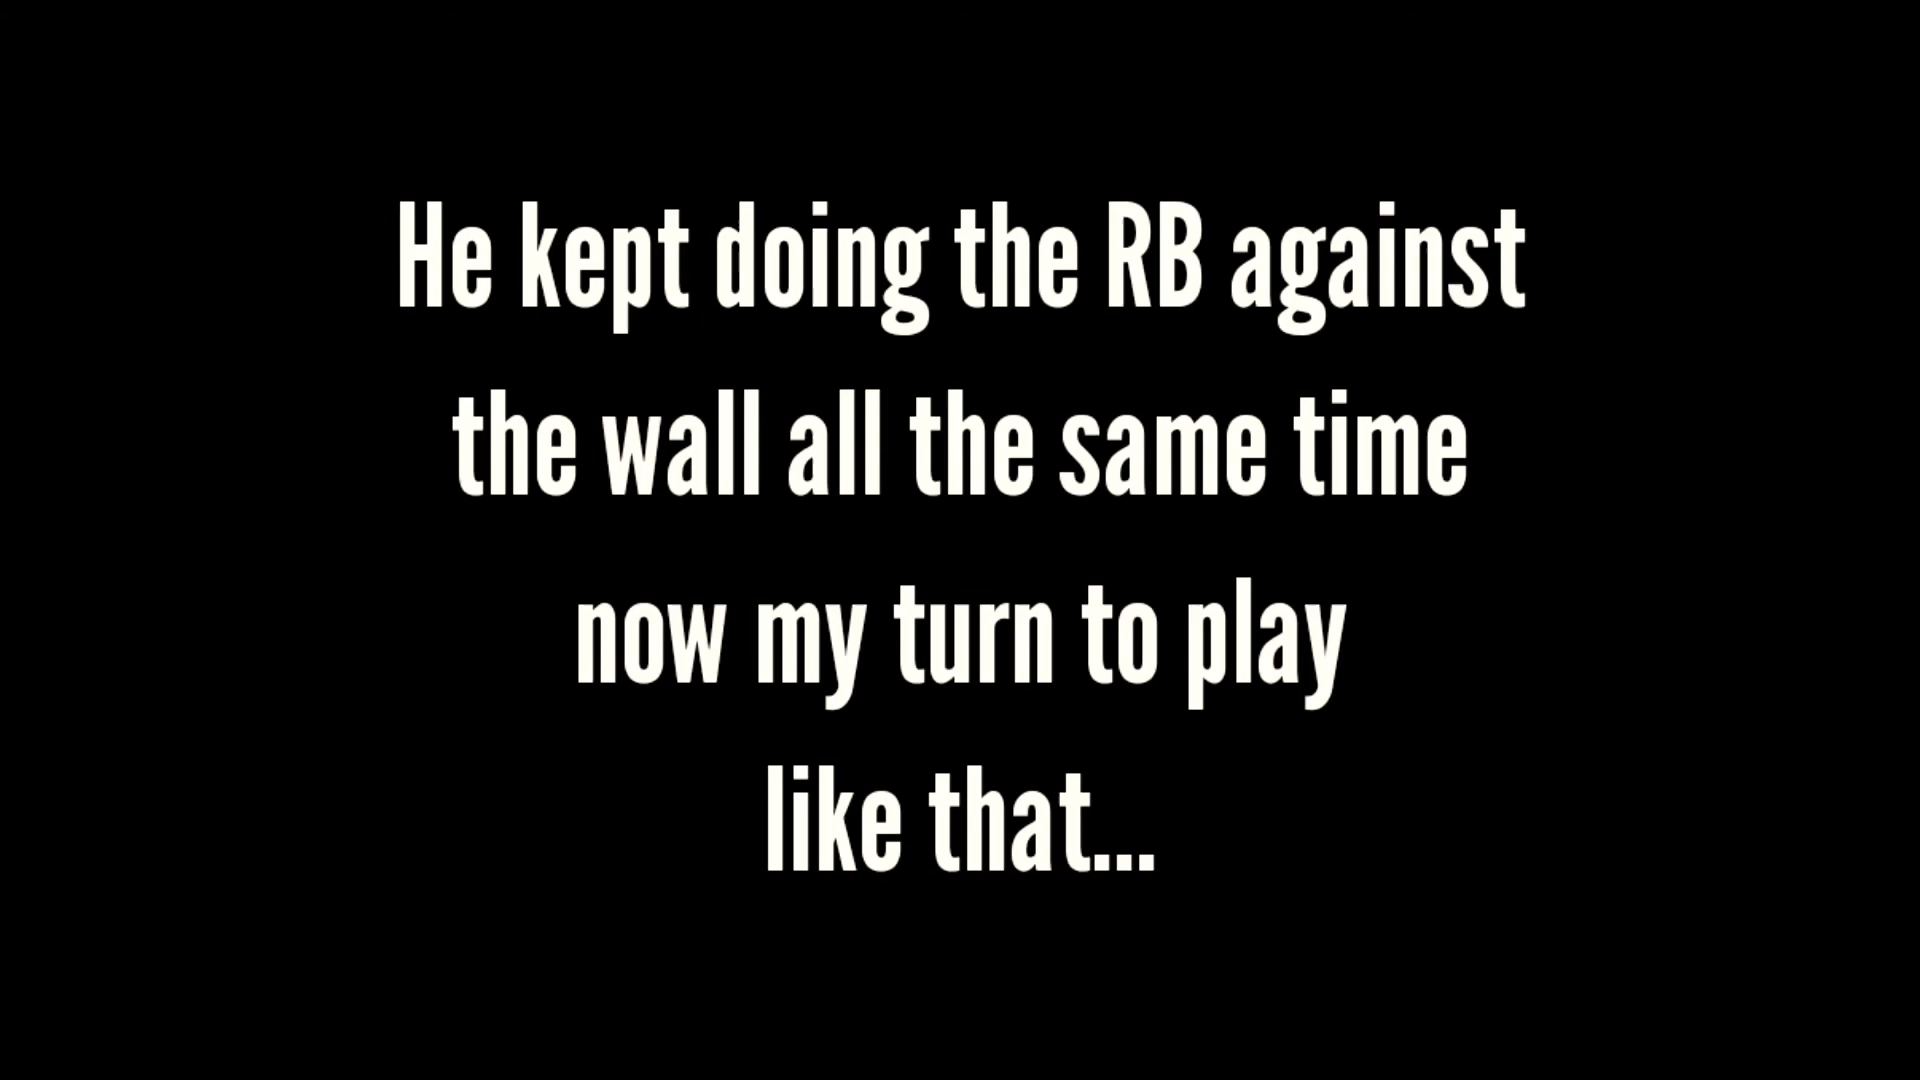 He kept doing the RB against
the wall all the same time
now my turn to play
like that...